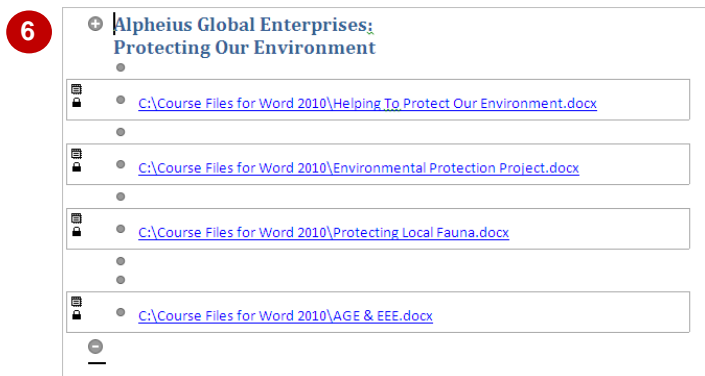 6
Alpheius Global Enterprises:
Protecting Our Environment
C:\Course Files for Word 2010\Helping To Protect Our Environment.docx
C:\Course Files for Word 2010\Environmental Protection Project.docx
C:\Course Files for Word 2010\Protecting Local Fauna.docx
C:\Course Files for Word 2010\AGE & EEE.docx